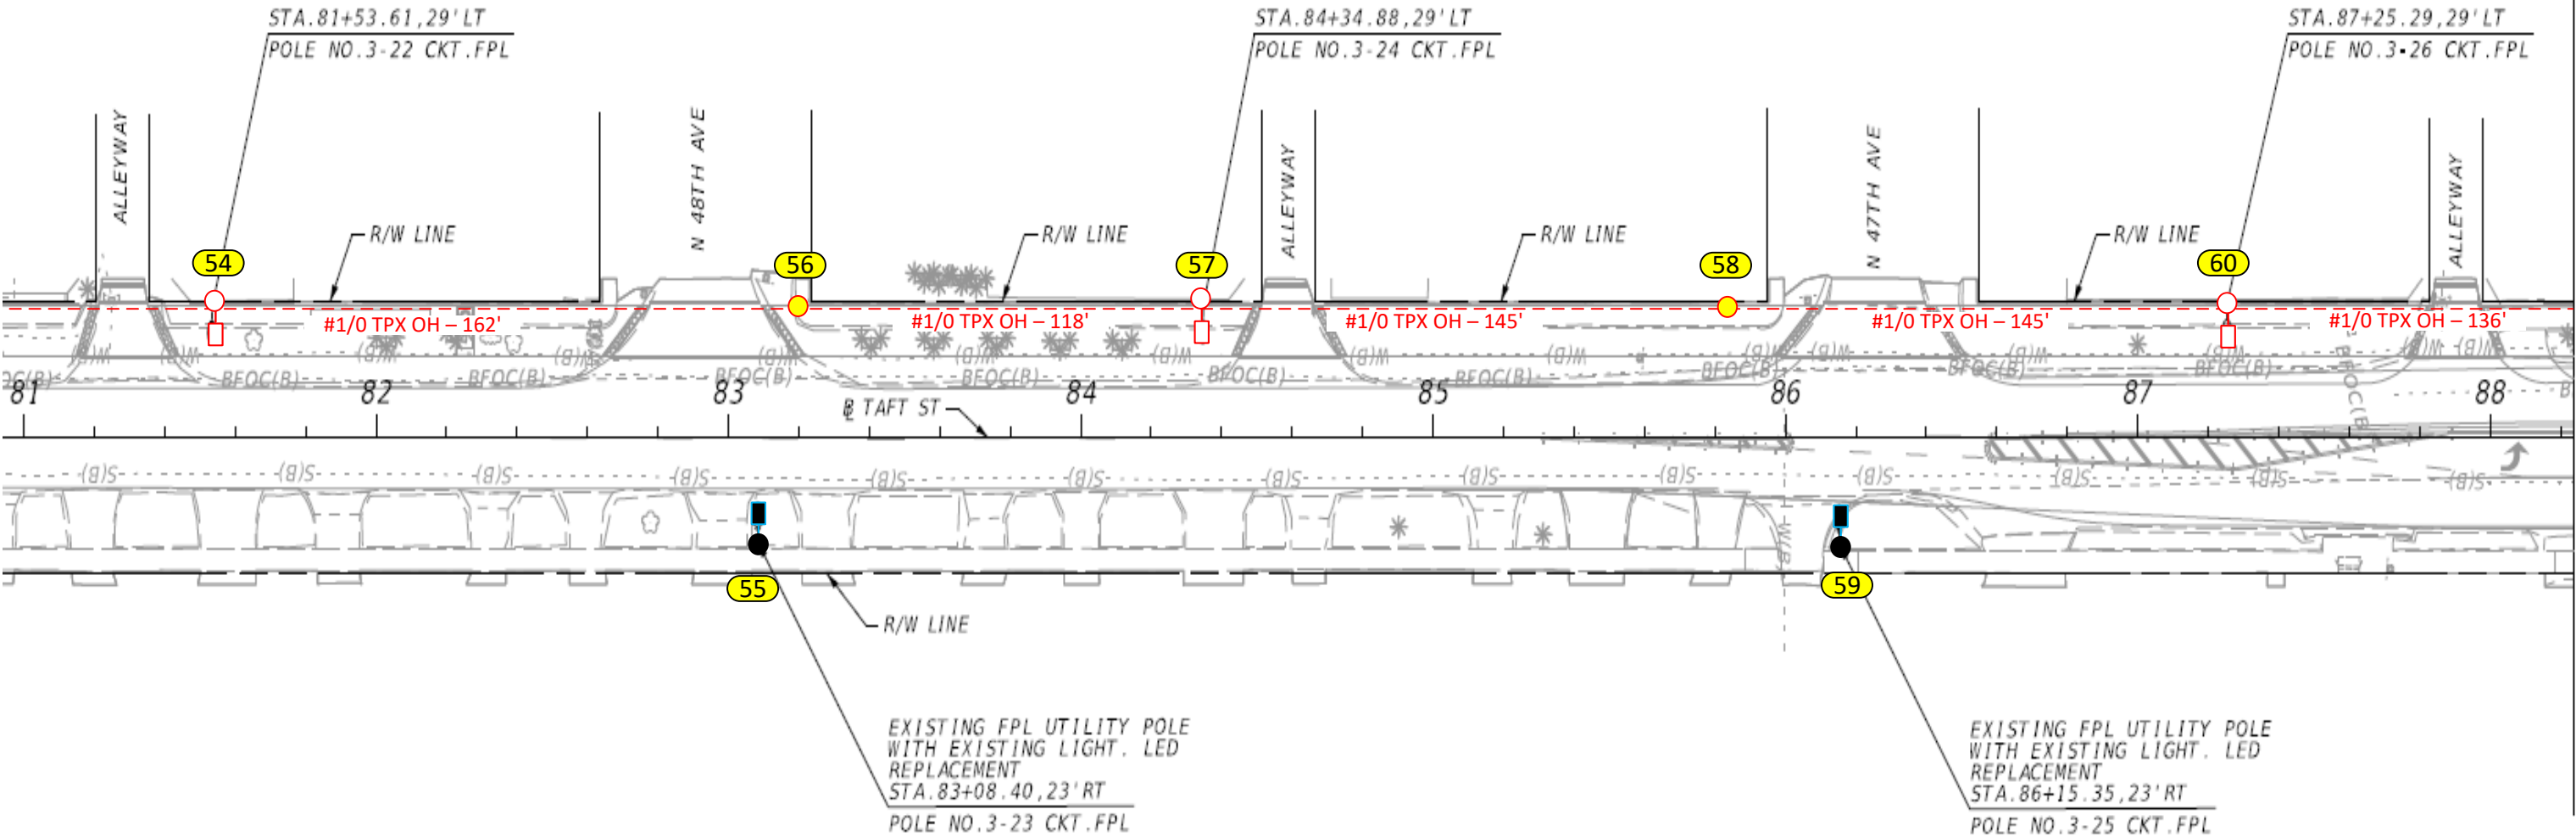 STA.81+53.61,29'LT
POLE NO.3-22 CKT.FPL
STA.84+34.88,29'LT
POLE NO.3-24 CKT.FPL
STA.87+25.29,29'LT
POLE NO.3-26 CKT.FPL
ALLEYWAY
N 48TH AVE
ALLEYWAY
N 47TH AVE
ALLEYWAY
R/W LINE
R/W LINE
R/W LINE
R/W LINE
54
56
57
58
60
#1/0 TPX OH – 162'
#1/0 TPX OH – 118'
#1/0 TPX OH – 145'
#1/0 TPX OH – 145'
#1/0 TPX OH – 136'
W(B)
W(B)
W(B)
W(B)
W(B)
W(B)
W(B)
W(B)
W(B)
W(B)
W(B)
W(B)
W(B)
BFOC(B)
BFOC(B)
BFOC(B)
BFOC(B)
BFOC(B)
BFOC(B)
BFOC(B)
BFOC(B)
BFOC(B)
BFOC(B)
81
82
83
84
85
86
87
88
℄ TAFT ST
S(B)
S(B)
S(B)
S(B)
S(B)
S(B)
S(B)
S(B)
S(B)
S(B)
S(B)
S(B)
S(B)
55
59
R/W LINE
EXISTING FPL UTILITY POLE
WITH EXISTING LIGHT. LED
REPLACEMENT
STA.83+08.40,23'RT
POLE NO.3-23 CKT.FPL
EXISTING FPL UTILITY POLE
WITH EXISTING LIGHT. LED
REPLACEMENT
STA.86+15.35,23'RT
POLE NO.3-25 CKT.FPL